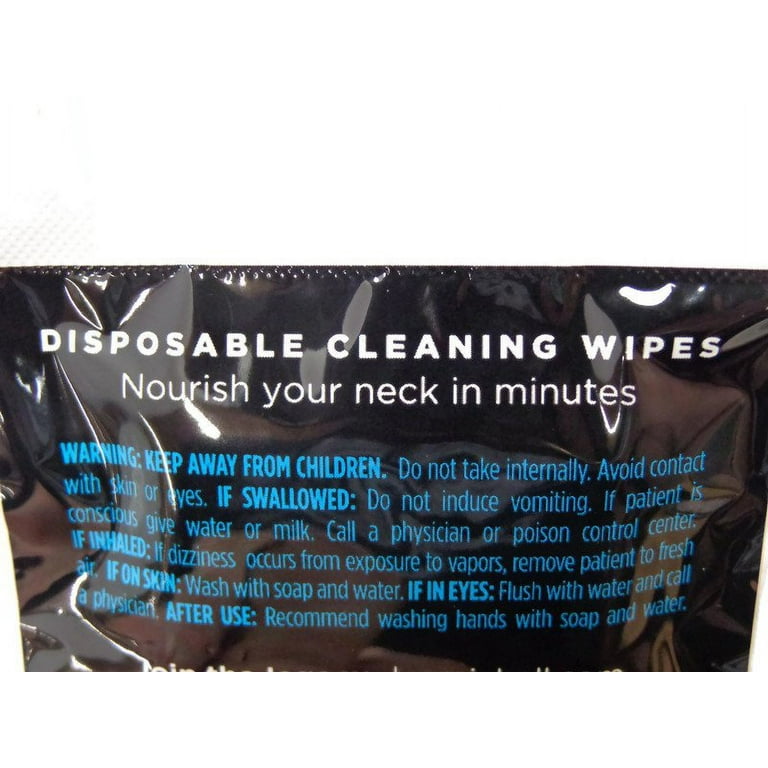 DISPOSABLE CLEANING WIPES
Nourish your neck in minutes
WARNING: KEEP AWAY FROM CHILDREN. Do not take internally. Avoid contact
with skin or eyes. IF SWALLOWED: Do not induce vomiting. If patient is
conscious give water or milk. Call a physician or poison control center.
IF INHALED: If dizziness occurs from exposure to vapors, remove patient to fresh
air. IF ON SKIN: Wash with soap and water. IF IN EYES: Flush with water and call
a physician. AFTER USE: Recommend washing hands with soap and water.
Join the